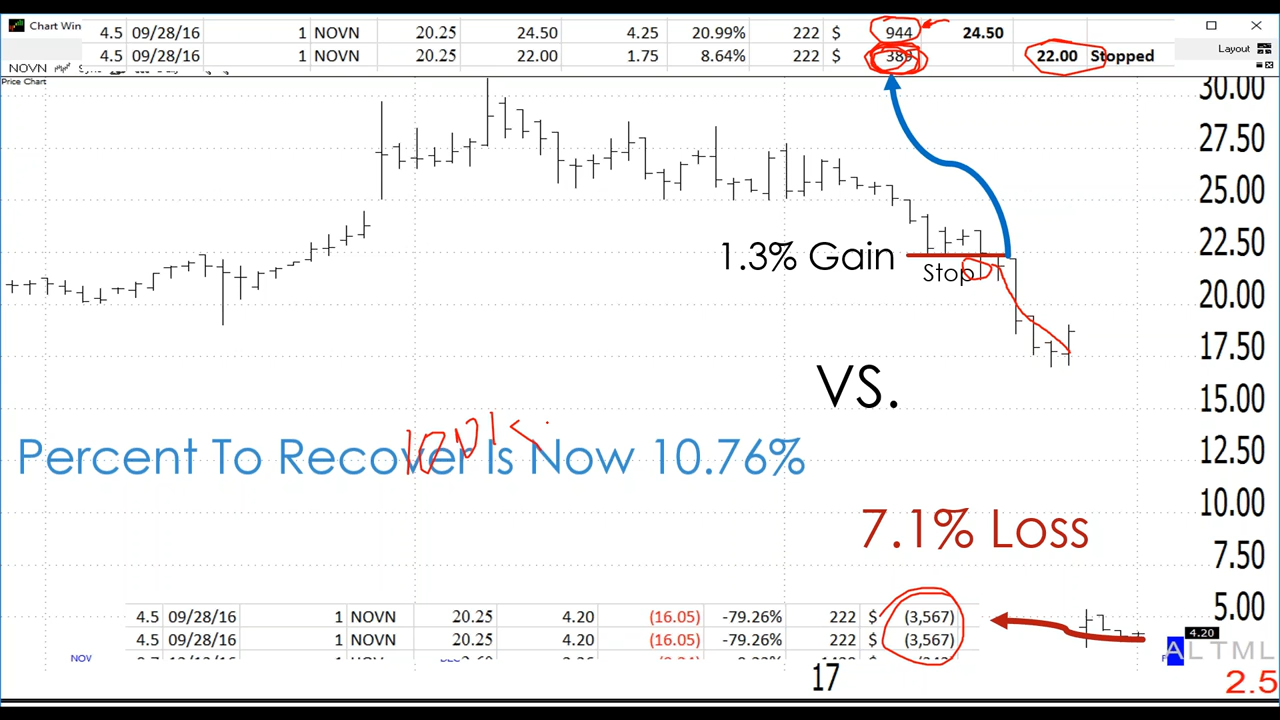 Chart Win
4.5 09/28/16 1 NOVN 20.25 24.50 4.25 20.99% 222 $ 944 24.50
4.5 09/28/16 1 NOVN 20.25 22.00 1.75 8.64% 222 $ 389 22.00 Stopped
Layout
NOVN
Price Chart
30.00
27.50
25.00
22.50
1.3% Gain
Stop
20.00
17.50
VS.
15.00
Percent To Recover Is Now 10.76%
12.50
10.00
7.1% Loss
7.50
5.00
4.5 09/28/16 1 NOVN 20.25 4.20 (16.05) -79.26% 222 $ (3,567)
4.5 09/28/16 1 NOVN 20.25 4.20 (16.05) -79.26% 222 $ (3,567)
4.20
NOV
ALTML
17
2.5